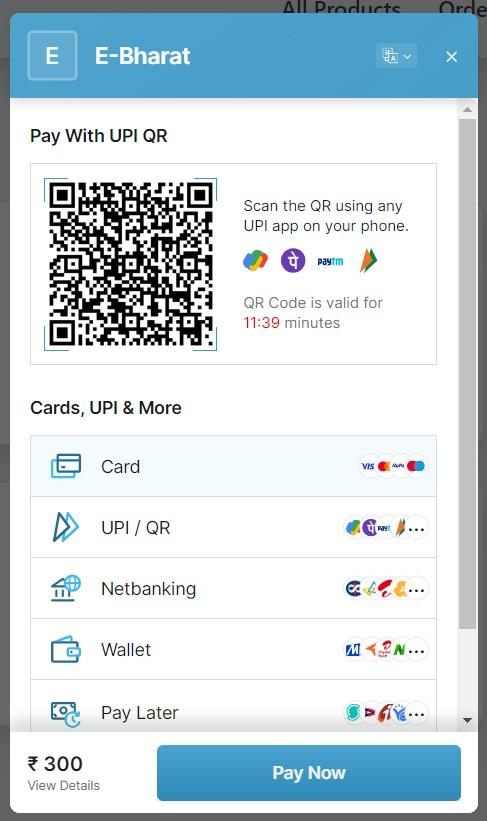 All Products Orde
E E-Bharat
Pay With UPI QR
Scan the QR using any
UPI app on your phone.
पे paytm
QR Code is valid for
11:39 minutes
Cards, UPI & More
Card VISA RuPay
UPI / QR
Netbanking
Wallet
Pay Later
₹ 300
View Details
Pay Now